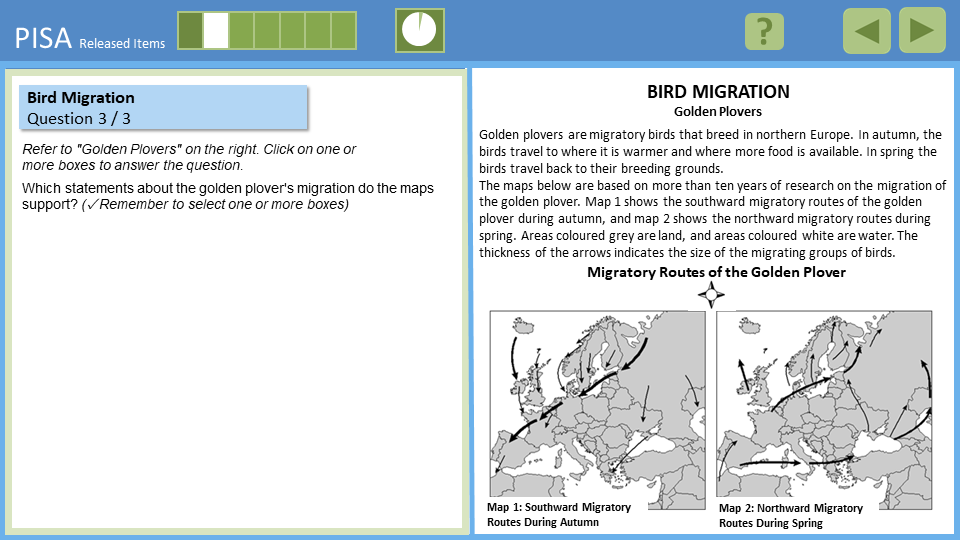 PISA Released Items
?
Bird Migration
Question 3 / 3
Refer to "Golden Plovers" on the right. Click on one or
more boxes to answer the question.
Which statements about the golden plover's migration do the maps
support? (✓Remember to select one or more boxes)
BIRD MIGRATION
Golden Plovers
Golden plovers are migratory birds that breed in northern Europe. In autumn, the
birds travel to where it is warmer and where more food is available. In spring the
birds travel back to their breeding grounds.
The maps below are based on more than ten years of research on the migration of
the golden plover. Map 1 shows the southward migratory routes of the golden
plover during autumn, and map 2 shows the northward migratory routes during
spring. Areas coloured grey are land, and areas coloured white are water. The
thickness of the arrows indicates the size of the migrating groups of birds.
Migratory Routes of the Golden Plover
Map 1: Southward Migratory
Routes During Autumn
Map 2: Northward Migratory
Routes During Spring